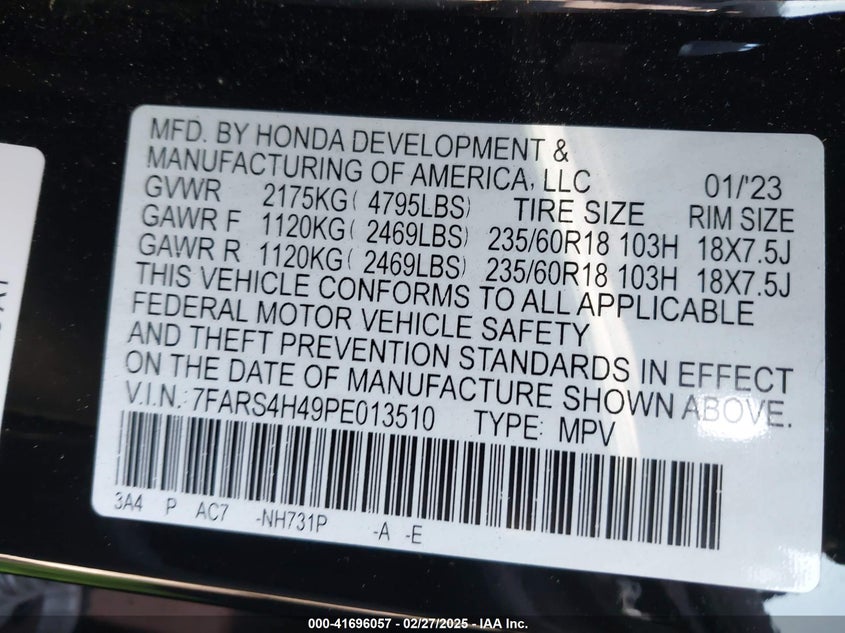 MFD. BY HONDA DEVELOPMENT &
MANUFACTURING OF AMERICA, LLC 01/'23
GVWR 2175KG( 4795LBS) TIRE SIZE RIM SIZE
GAWR F 1120KG( 2469LBS) 235/60R18 103H 18X7.5J
GAWR R 1120KG( 2469LBS) 235/60R18 103H 18X7.5J
THIS VEHICLE CONFORMS TO ALL APPLICABLE
FEDERAL MOTOR VEHICLE SAFETY
AND THEFT PREVENTION STANDARDS IN EFFECT
ON THE DATE OF MANUFACTURE SHOWN ABOVE.
V.I.N. 7FARS4H49PE013510 TYPE: MPV
3A4 P AC7 -NH731P -A -E
000-41696057 - 02/27/2025 - IAA Inc.